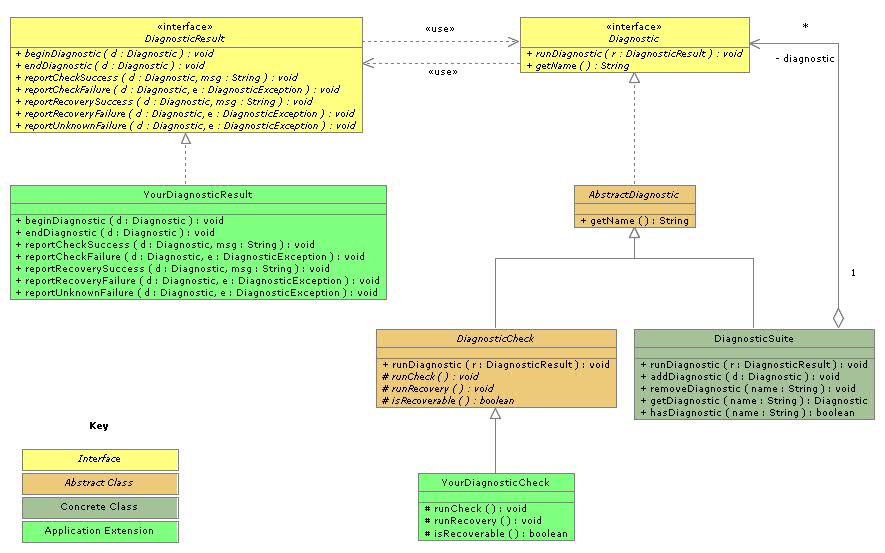 «interface»
DiagnosticResult
+ beginDiagnostic ( d : Diagnostic ) : void
+ endDiagnostic ( d : Diagnostic ) : void
+ reportCheckSuccess ( d : Diagnostic, msg : String ) : void
+ reportCheckFailure ( d : Diagnostic, e : DiagnosticException ) : void
+ reportRecoverySuccess ( d : Diagnostic, msg : String ) : void
+ reportRecoveryFailure ( d : Diagnostic, e : DiagnosticException ) : void
+ reportUnknownFailure ( d : Diagnostic, e : DiagnosticException ) : void
«use»
«use»
«interface»
Diagnostic
+ runDiagnostic ( r : DiagnosticResult ) : void
+ getName ( ) : String
*
- diagnostic
YourDiagnosticResult
+ beginDiagnostic ( d : Diagnostic ) : void
+ endDiagnostic ( d : Diagnostic ) : void
+ reportCheckSuccess ( d : Diagnostic, msg : String ) : void
+ reportCheckFailure ( d : Diagnostic, e : DiagnosticException ) : void
+ reportRecoverySuccess ( d : Diagnostic, msg : String ) : void
+ reportRecoveryFailure ( d : Diagnostic, e : DiagnosticException ) : void
+ reportUnknownFailure ( d : Diagnostic, e : DiagnosticException ) : void
AbstractDiagnostic
+ getName ( ) : String
1
DiagnosticCheck
+ runDiagnostic ( r : DiagnosticResult ) : void
# runCheck ( ) : void
# runRecovery ( ) : void
# isRecoverable ( ) : boolean
DiagnosticSuite
+ runDiagnostic ( r : DiagnosticResult ) : void
+ addDiagnostic ( d : Diagnostic ) : void
+ removeDiagnostic ( name : String ) : void
+ getDiagnostic ( name : String ) : Diagnostic
+ hasDiagnostic ( name : String ) : boolean
Key
Interface
Abstract Class
Concrete Class
Application Extension
YourDiagnosticCheck
# runCheck ( ) : void
# runRecovery ( ) : void
# isRecoverable ( ) : boolean